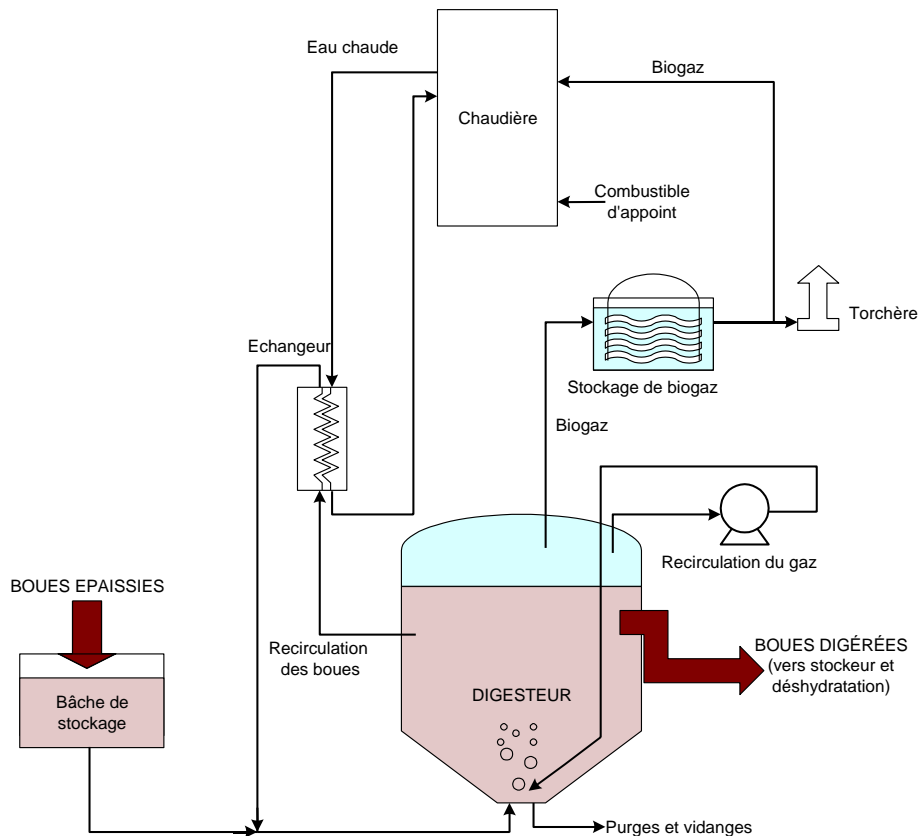 Eau chaude
Biogaz
Chaudière
Combustible
d'appoint
Torchère
Echangeur
Stockage de biogaz
Biogaz
Recirculation du gaz
BOUES EPAISSIES
Recirculation
des boues
BOUES DIGÉRÉES
(vers stockeur et
déshydratation)
DIGESTEUR
Bâche de
stockage
Purges et vidanges